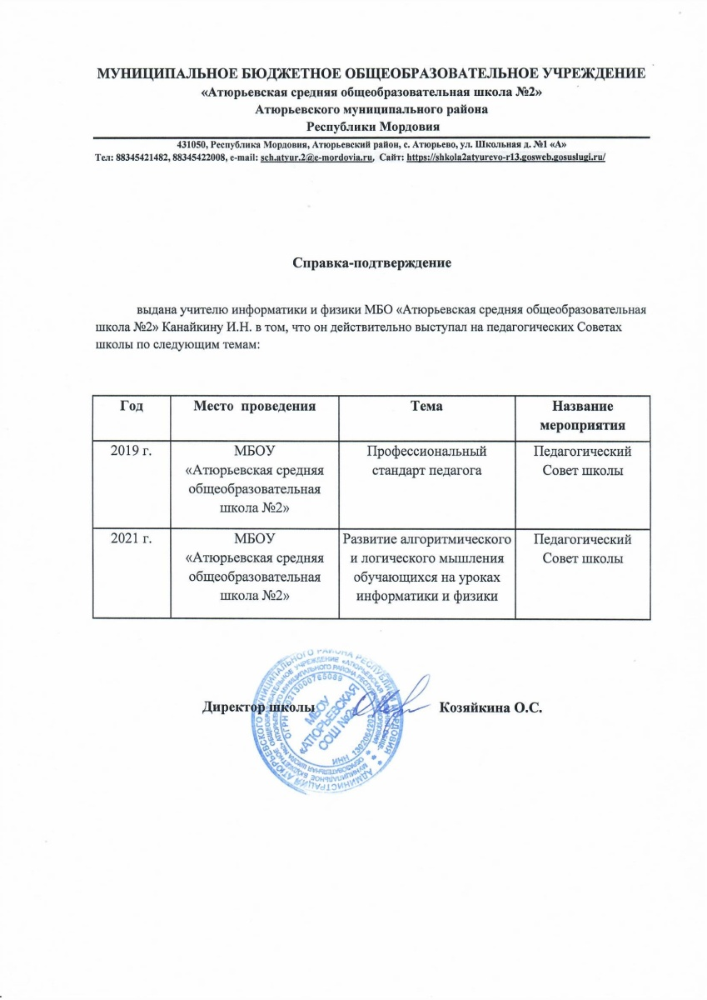 МУНИЦИПАЛЬНОЕ БЮДЖЕТНОЕ ОБЩЕОБРАЗОВАТЕЛЬНОЕ УЧРЕЖДЕНИЕ
«Атюрьевская средняя общеобразовательная школа №2»
Атюрьевского муниципального района
Республики Мордовия
431050, Республика Мордовия, Атюрьевский район, с. Атюрьево, ул. Школьная д. №1 «А»
Тел: 88345421482, 88345422008, e-mail: sch.atyur.2@e-mordovia.ru, Сайт: https://shkola2atyurevo-r13.gosweb.gosuslugi.ru/
Справка-подтверждение
выдана учителю информатики и физики МБО «Атюрьевская средняя общеобразовательная
школа №2» Канайкину И.Н. в том, что он действительно выступал на педагогических Советах
школы по следующим темам:
Год
Место проведения
Тема
Название
мероприятия
2019 г.
МБОУ
«Атюрьевская средняя
общеобразовательная
школа №2»
Профессиональный
стандарт педагога
Педагогический
Совет школы
2021 г.
МБОУ
«Атюрьевская средняя
общеобразовательная
школа №2»
Развитие алгоритмического
и логического мышления
обучающихся на уроках
информатики и физики
Педагогический
Совет школы
Директор школы
Козяйкина О.С.
МБОУ
«АТЮРЬЕВСКАЯ
СОШ №2»